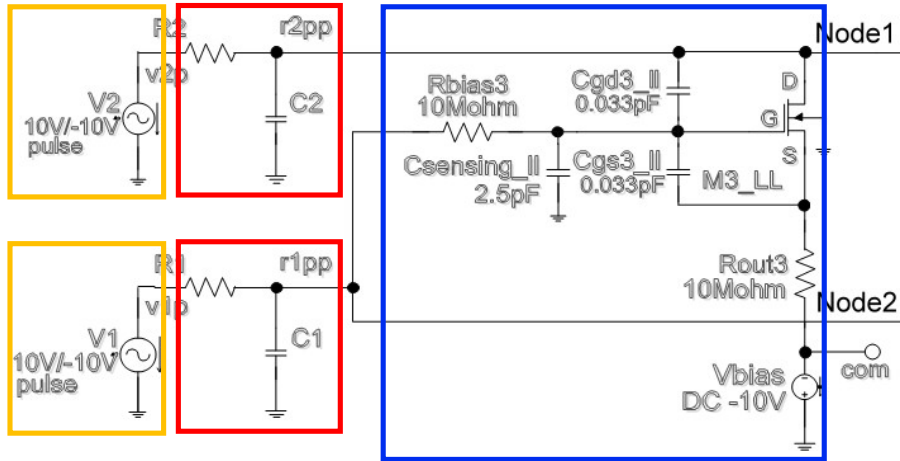 R2
r2pp
Node1
v2p
V2
10V/-10V
pulse
C2
Rbias3
10Mohm
Cgd3_ll
0.033pF
D
G
S
Csensing_ll
2.5pF
Cgs3_ll
0.033pF
M3_LL
R1
r1pp
v1p
V1
10V/-10V
pulse
C1
Rout3
10Mohm
Node2
Vbias
DC -10V
com